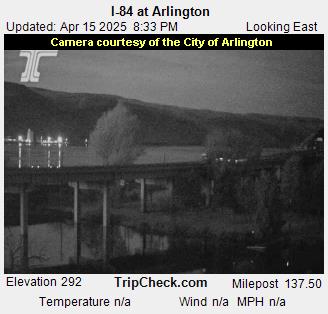 I-84 at Arlington
Updated: Apr 15 2025 8:33 PM Looking East
Camera courtesy of the City of Arlington
Elevation 292 TripCheck.com Milepost 137.50
Temperature n/a Wind n/a MPH n/a